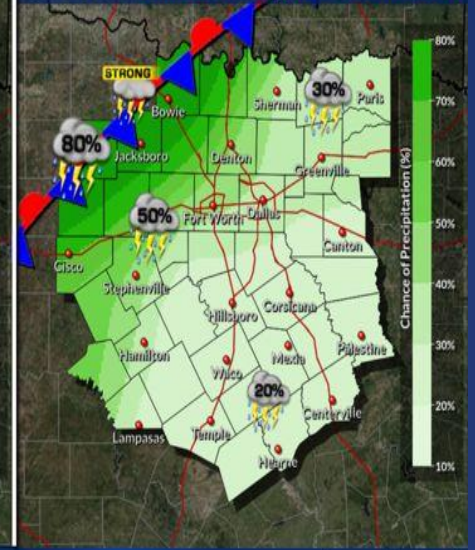 STRONG
30%
Paris
Sherman
Bowie
80%
Jacksboro
Denton
Greenville
50%
Fort Worth
Dallas
Canton
Cisco
Stephenville
Hillsboro
Corsicana
Hamilton
Waco
Mexia
Palestine
20%
Centerville
Lampasas
Temple
Hearne
80%
70%
60%
50%
40%
30%
20%
10%
Chance of Precipitation (%)